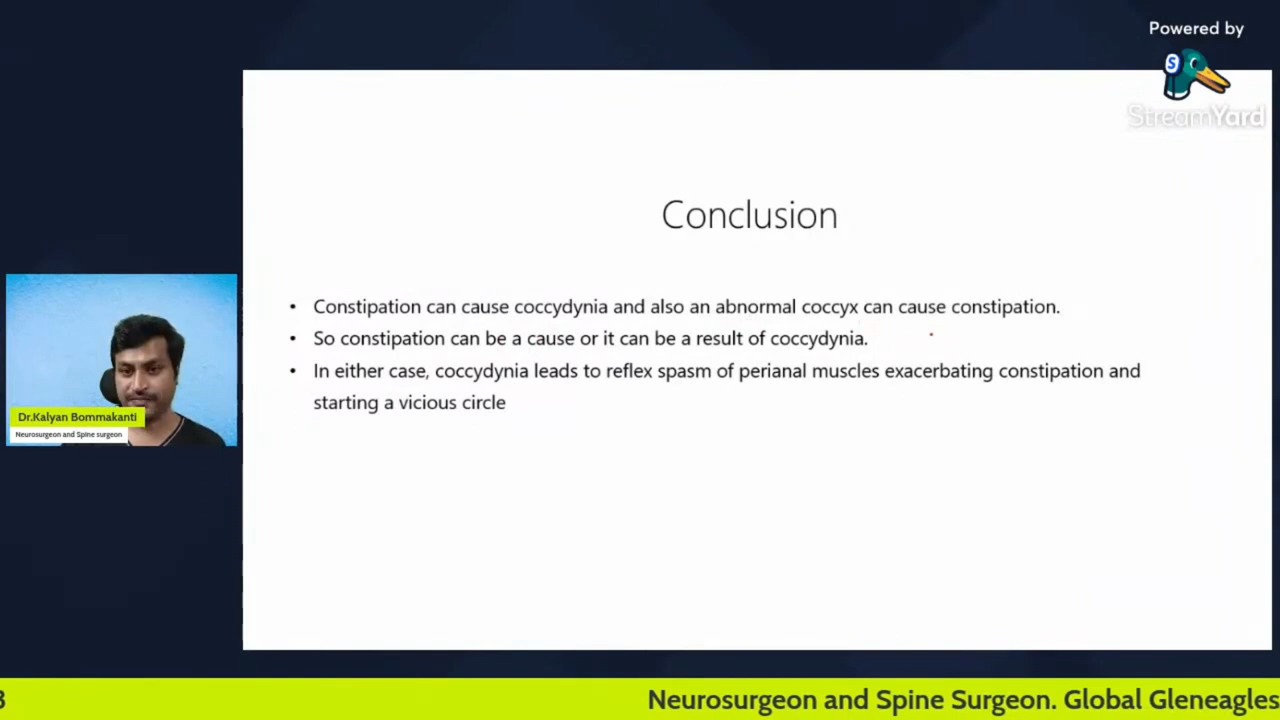 Powered by
StreamYard
Conclusion
• Constipation can cause coccydynia and also an abnormal coccyx can cause constipation.
• So constipation can be a cause or it can be a result of coccydynia.
• In either case, coccydynia leads to reflex spasm of perianal muscles exacerbating constipation and
starting a vicious circle
Dr.Kalyan Bommakanti
Neurosurgeon and Spine surgeon
3 Neurosurgeon and Spine Surgeon. Global Gleneagles